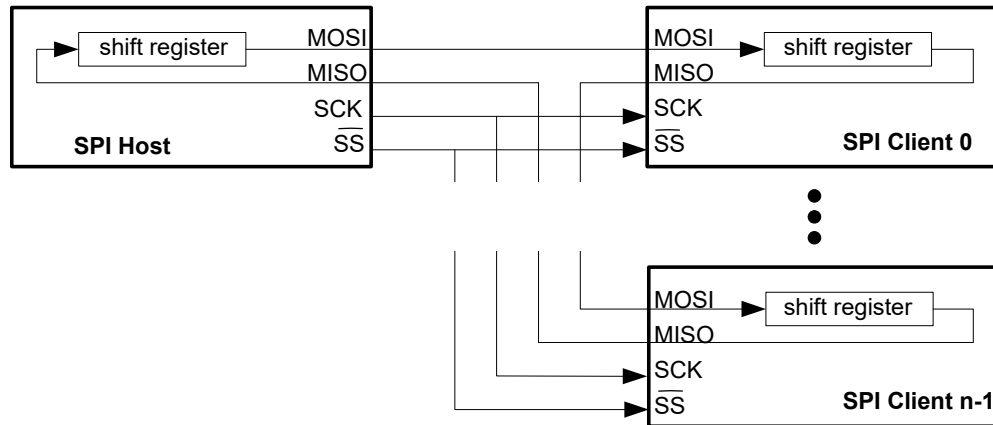 shift register
MOSI
MISO
SCK
SS
SPI Host
MOSI
shift register
MISO
SCK
SS
SPI Client 0
MOSI
shift register
MISO
SCK
SS
SPI Client n-1